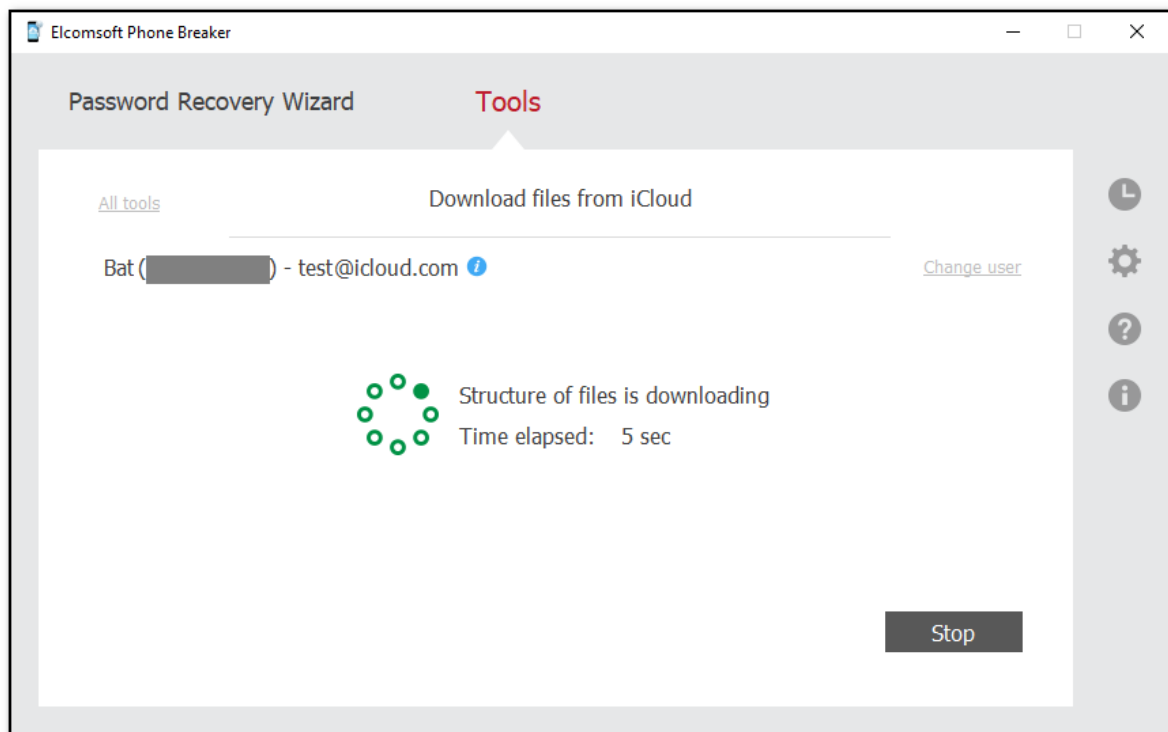 Elcomsoft Phone Breaker
Password Recovery Wizard Tools
All tools Download files from iCloud
Bat ( ) - test@icloud.com i Change user
Structure of files is downloading
Time elapsed: 5 sec
Stop